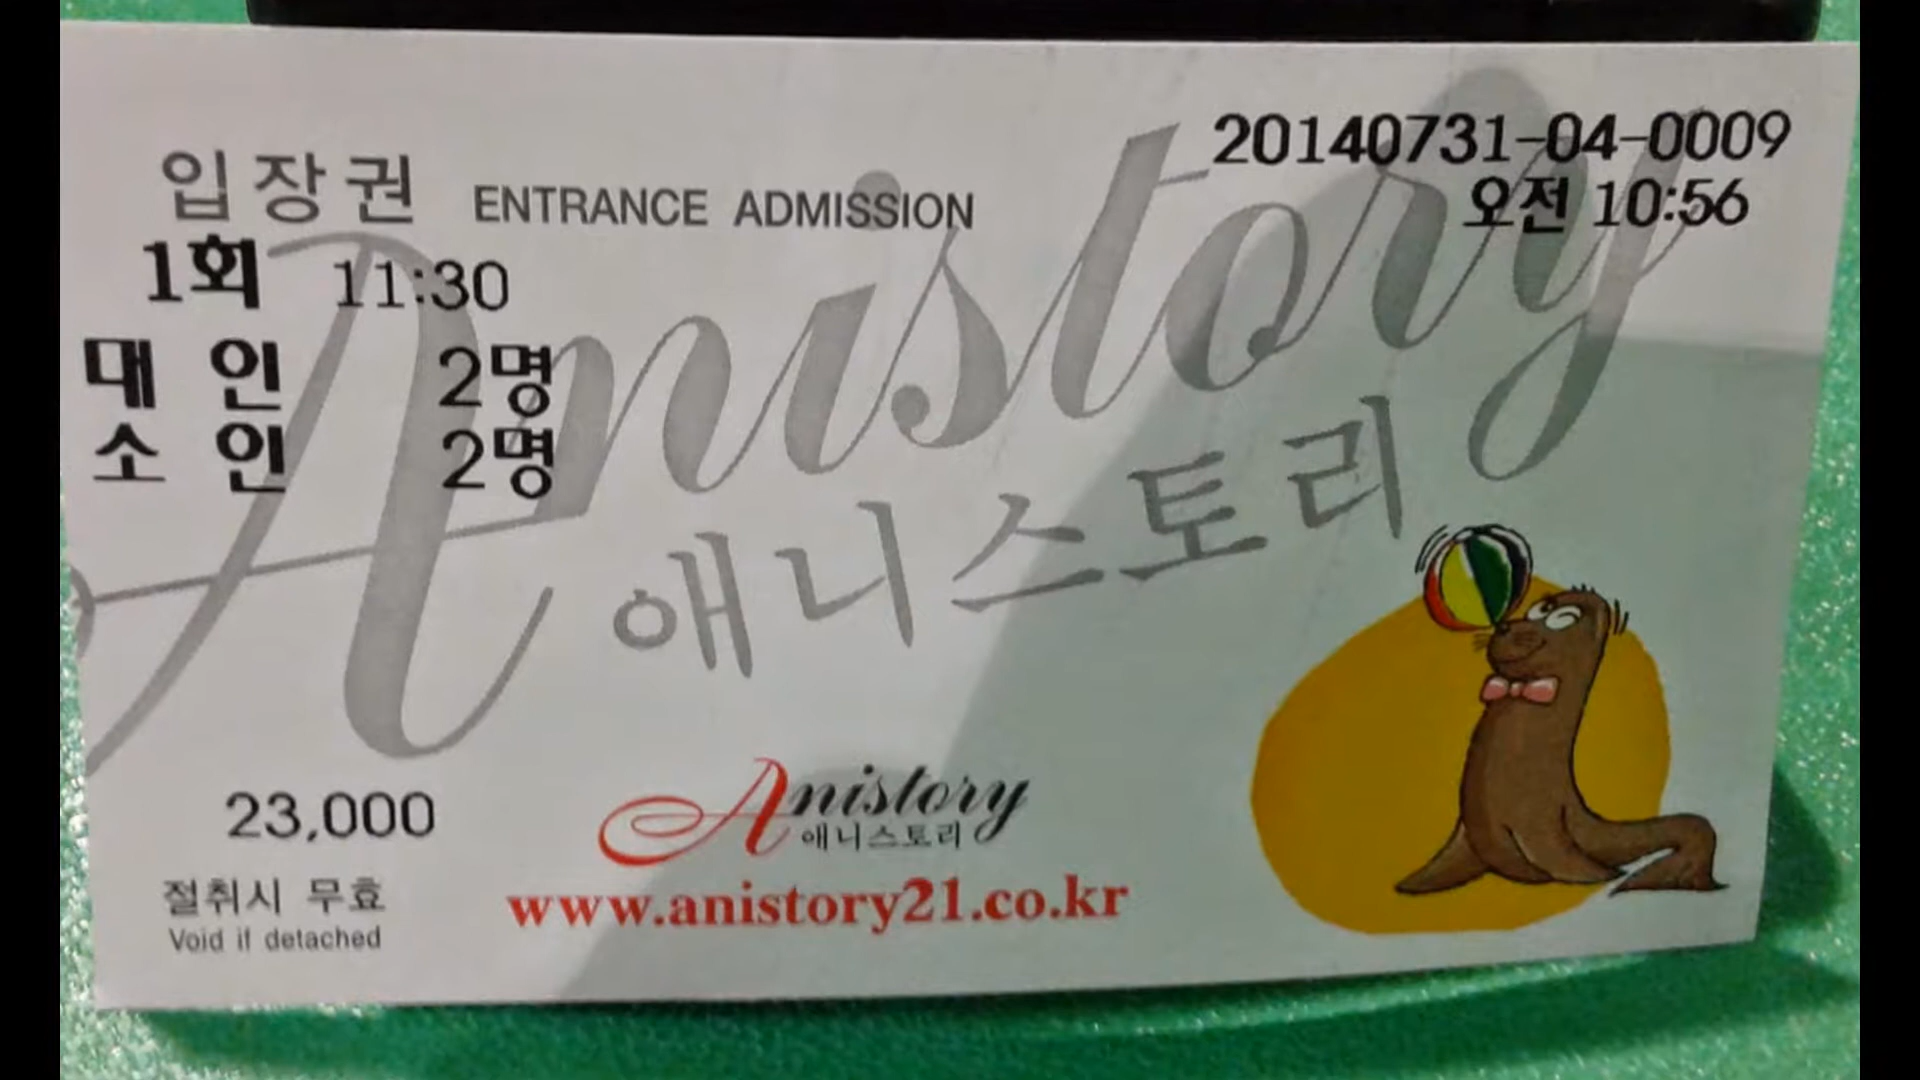 20140731-04-0009
오전 10:56
입장권 ENTRANCE ADMISSION
1회 11:30
대 인 2명
소 인 2명
Anistory
애니스토리
23,000
절취시 무효
Void if detached
Anistory
애니스토리
www.anistory21.co.kr